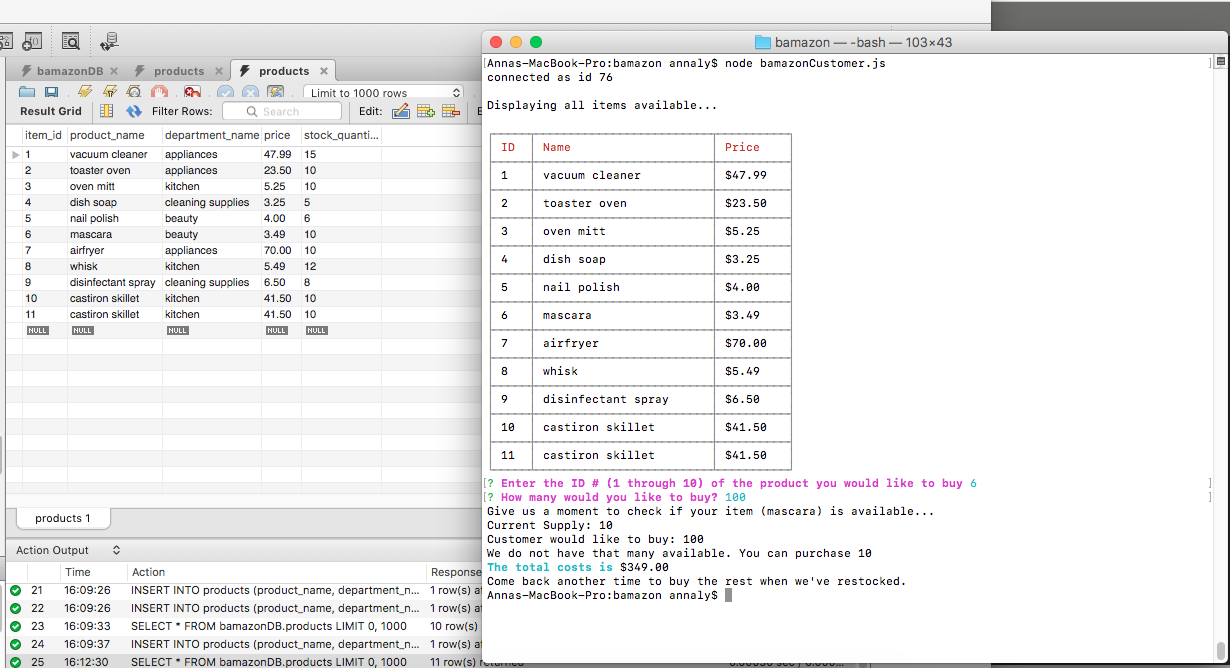 bamazonDB × products × products ×
Limit to 1000 rows
Result Grid Filter Rows: Search Edit:
item_id product_name department_name price stock_quanti...
1 vacuum cleaner appliances 47.99 15
2 toaster oven appliances 23.50 10
3 oven mitt kitchen 5.25 10
4 dish soap cleaning supplies 3.25 5
5 nail polish beauty 4.00 6
6 mascara beauty 3.49 10
7 airfryer appliances 70.00 10
8 whisk kitchen 5.49 12
9 disinfectant spray cleaning supplies 6.50 8
10 castiron skillet kitchen 41.50 10
11 castiron skillet kitchen 41.50 10
NULL NULL NULL NULL NULL
products 1
Action Output
Time Action Response
21 16:09:26 INSERT INTO products (product_name, department_n... 1 row(s)
22 16:09:26 INSERT INTO products (product_name, department_n... 1 row(s)
23 16:09:33 SELECT * FROM bamazonDB.products LIMIT 0, 1000 10 row(s)
24 16:09:37 INSERT INTO products (product_name, department_n... 1 row(s)
25 16:12:30 SELECT * FROM bamazonDB.products LIMIT 0, 1000 11 row(s) returned
bamazon — -bash — 103×43
[Annas-MacBook-Pro:bamazon annaly$ node bamazonCustomer.js ]
connected as id 76
Displaying all items available...
ID Name Price
1 vacuum cleaner $47.99
2 toaster oven $23.50
3 oven mitt $5.25
4 dish soap $3.25
5 nail polish $4.00
6 mascara $3.49
7 airfryer $70.00
8 whisk $5.49
9 disinfectant spray $6.50
10 castiron skillet $41.50
11 castiron skillet $41.50
[? Enter the ID # (1 through 10) of the product you would like to buy 6 ]
[? How many would you like to buy? 100 ]
Give us a moment to check if your item (mascara) is available...
Current Supply: 10
Customer would like to buy: 100
We do not have that many available. You can purchase 10
The total costs is $349.00
Come back another time to buy the rest when we've restocked.
Annas-MacBook-Pro:bamazon annaly$